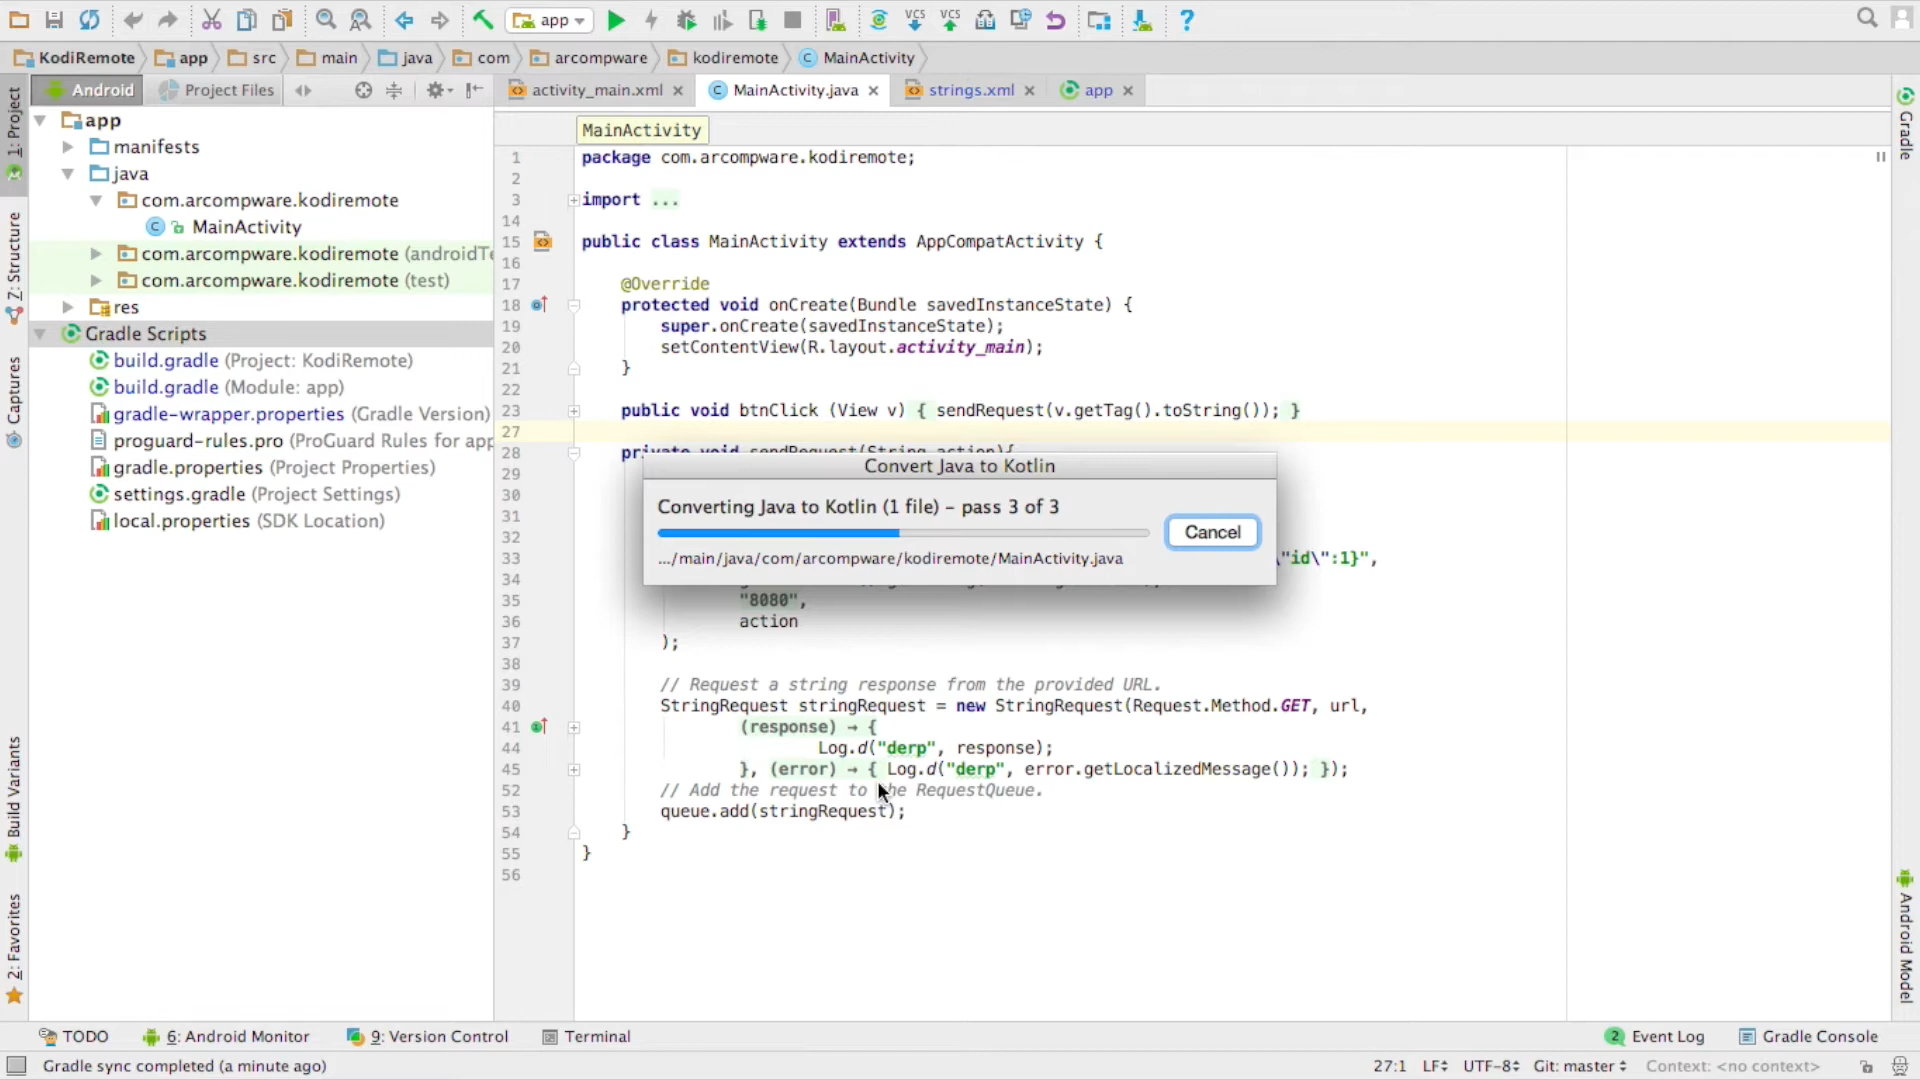 app
KodiRemote app src main java com arcompware kodiremote MainActivity
Android Project Files
activity_main.xml MainActivity.java strings.xml app
1: Project
Z: Structure
Captures
Build Variants
2: Favorites
app
manifests
java
com.arcompware.kodiremote
MainActivity
com.arcompware.kodiremote (androidTe
com.arcompware.kodiremote (test)
res
Gradle Scripts
build.gradle (Project: KodiRemote)
build.gradle (Module: app)
gradle-wrapper.properties (Gradle Version)
proguard-rules.pro (ProGuard Rules for app
gradle.properties (Project Properties)
settings.gradle (Project Settings)
local.properties (SDK Location)
MainActivity
1 package com.arcompware.kodiremote;
2
3 import ...
14
15 public class MainActivity extends AppCompatActivity {
16
17 @Override
18 protected void onCreate(Bundle savedInstanceState) {
19 super.onCreate(savedInstanceState);
20 setContentView(R.layout.activity_main);
21 }
22
23 public void btnClick (View v) { sendRequest(v.getTag().toString()); }
27
28 private void sendRequest(String action){
29
30
31
32
33 \"id\":1}",
34
35 "8080",
36 action
37 );
38
39 // Request a string response from the provided URL.
40 StringRequest stringRequest = new StringRequest(Request.Method.GET, url,
41 (response) → {
44 Log.d("derp", response);
45 }, (error) → { Log.d("derp", error.getLocalizedMessage()); });
52 // Add the request to the RequestQueue.
53 queue.add(stringRequest);
54 }
55 }
56
Convert Java to Kotlin
Converting Java to Kotlin (1 file) – pass 3 of 3
Cancel
.../main/java/com/arcompware/kodiremote/MainActivity.java
Gradle
Android Model
TODO 6: Android Monitor 9: Version Control Terminal 2 Event Log Gradle Console
Gradle sync completed (a minute ago) 27:1 LF UTF-8 Git: master Context: <no context>